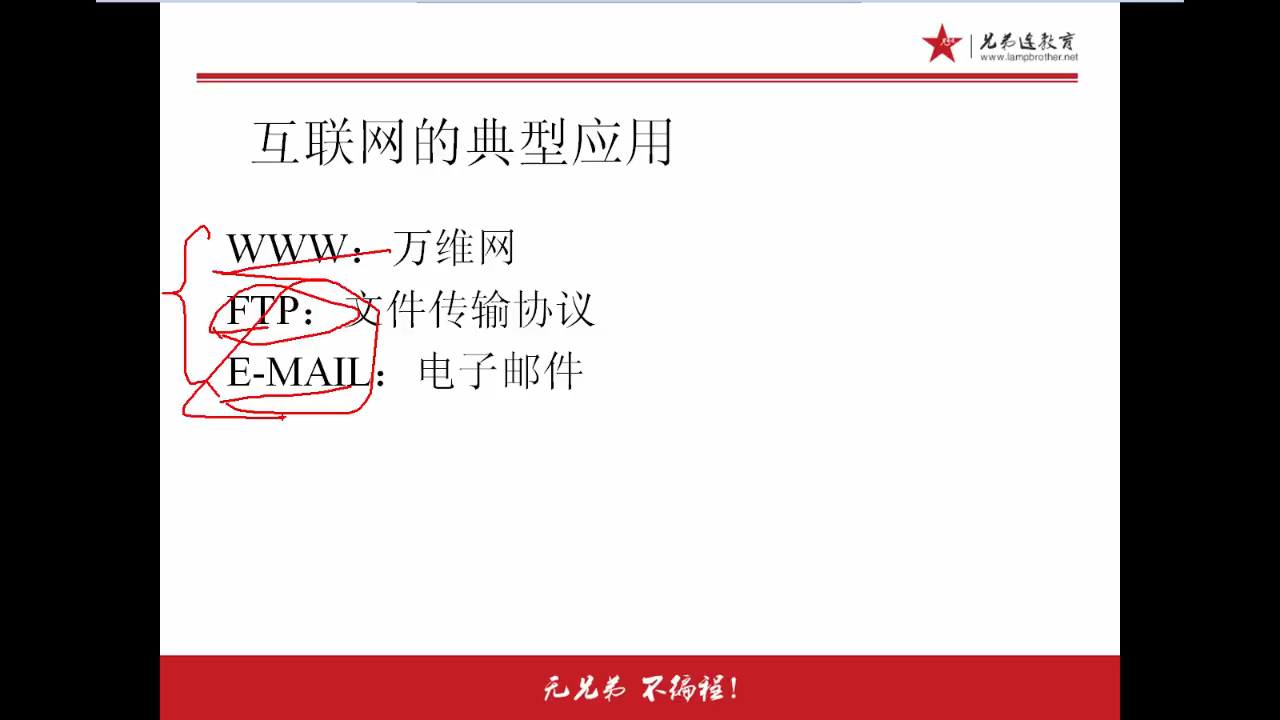 兄弟连教育
www.lampbrother.net
互联网的典型应用
WWW：万维网
FTP：文件传输协议
E-MAIL：电子邮件
无兄弟 不编程！